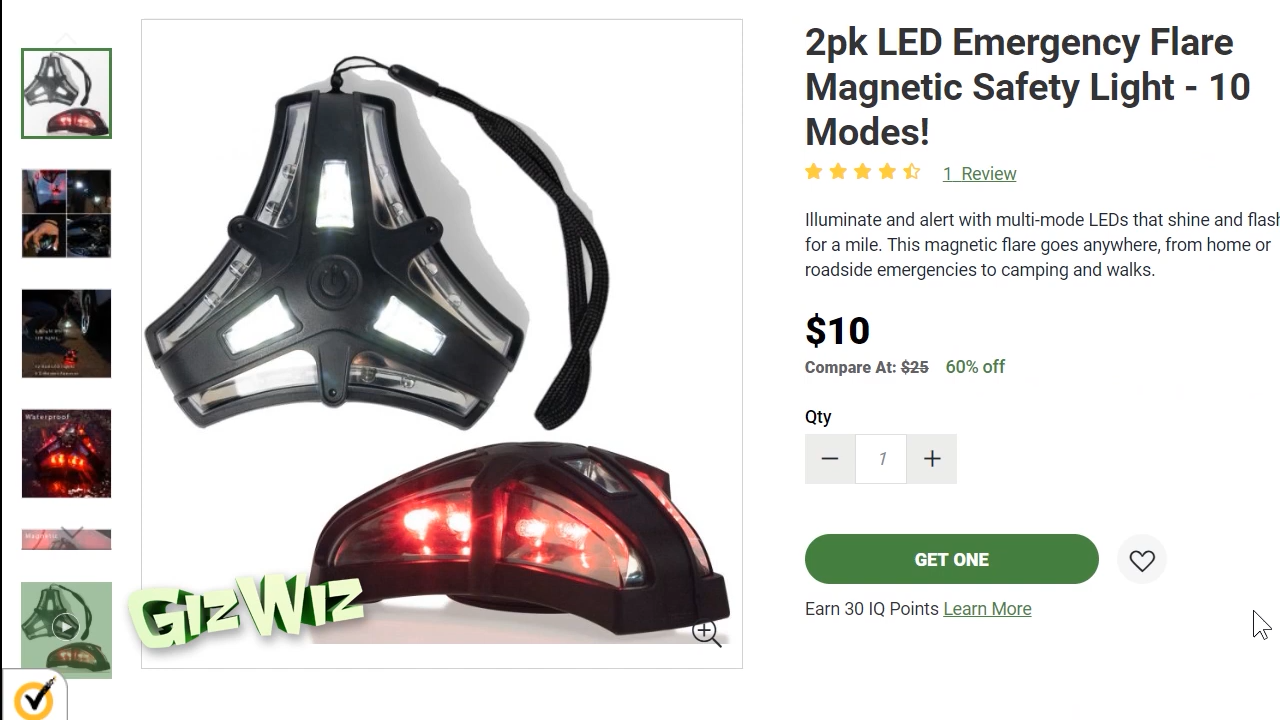 2pk LED Emergency Flare
Magnetic Safety Light - 10
Modes!
1 Review
Illuminate and alert with multi-mode LEDs that shine and flash
for a mile. This magnetic flare goes anywhere, from home or
roadside emergencies to camping and walks.
$10
Compare At: $25 60% off
Qty
1
GET ONE
Earn 30 IQ Points Learn More
Waterproof
Magnetic
GIZWIZ